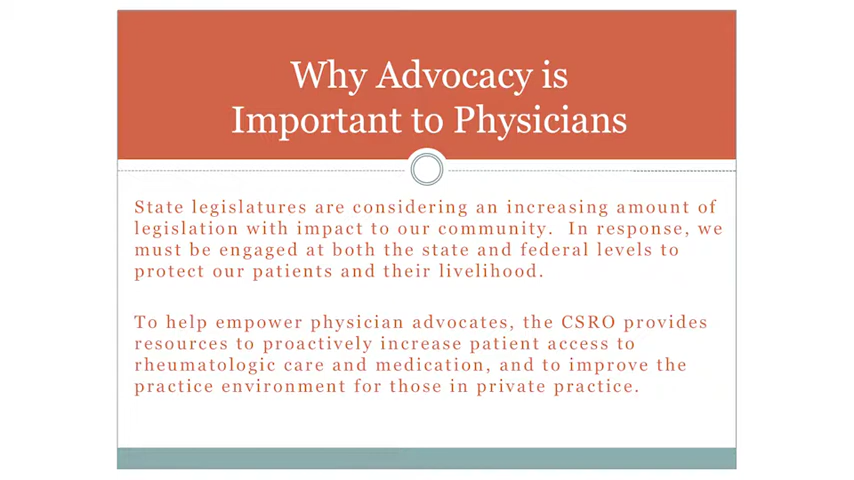 Why Advocacy is
Important to Physicians
State legislatures are considering an increasing amount of
legislation with impact to our community.  In response, we
must be engaged at both the state and federal levels to
protect our patients and their livelihood.
To help empower physician advocates, the CSRO provides
resources to proactively increase patient access to
rheumatologic care and medication, and to improve the
practice environment for those in private practice.